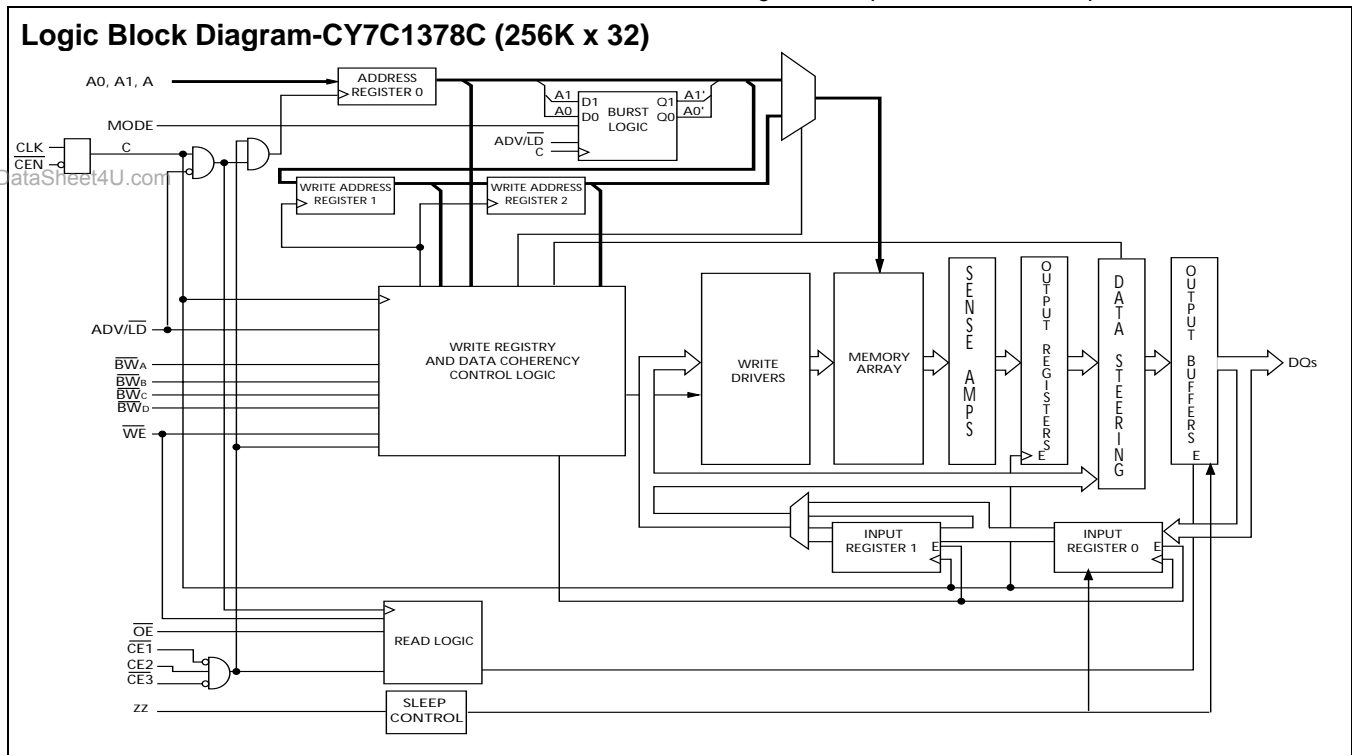 Logic Block Diagram-CY7C1378C (256K x 32)
A0, A1, A
ADDRESS
REGISTER 0
A1
A0
D1
D0
BURST
LOGIC
Q1
Q0
A1'
A0'
MODE
ADV/LD
C
CLK
CEN
C
DataSheet4U.com
WRITE ADDRESS
REGISTER 1
WRITE ADDRESS
REGISTER 2
ADV/LD
BWA
BWB
BWC
BWD
WE
WRITE REGISTRY
AND DATA COHERENCY
CONTROL LOGIC
WRITE
DRIVERS
MEMORY
ARRAY
SENSE AMPS
OUTPUT REGISTERS
E
DATA STEERING
OUTPUT BUFFERS
E
DQs
INPUT
REGISTER 1
E
INPUT
REGISTER 0
E
OE
CE1
CE2
CE3
READ LOGIC
ZZ
SLEEP
CONTROL